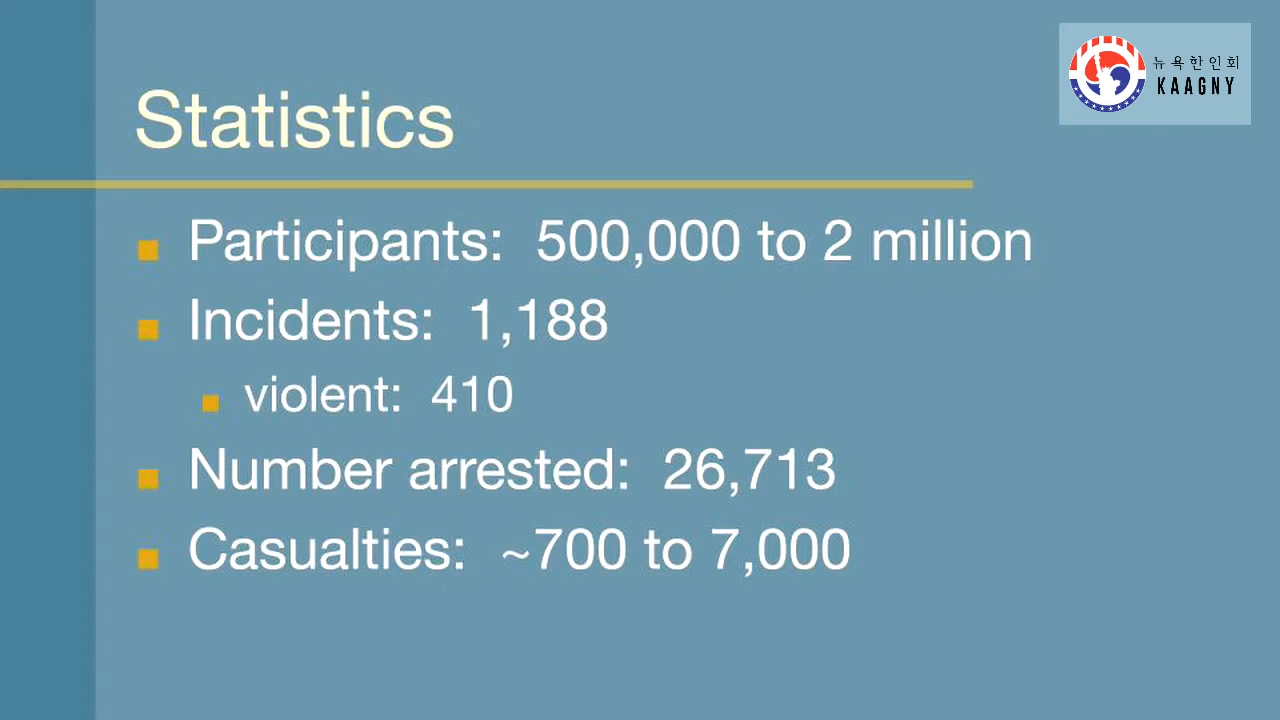 뉴욕한인회
KAAGNY
Statistics
Participants: 500,000 to 2 million
Incidents: 1,188
violent: 410
Number arrested: 26,713
Casualties: ~700 to 7,000